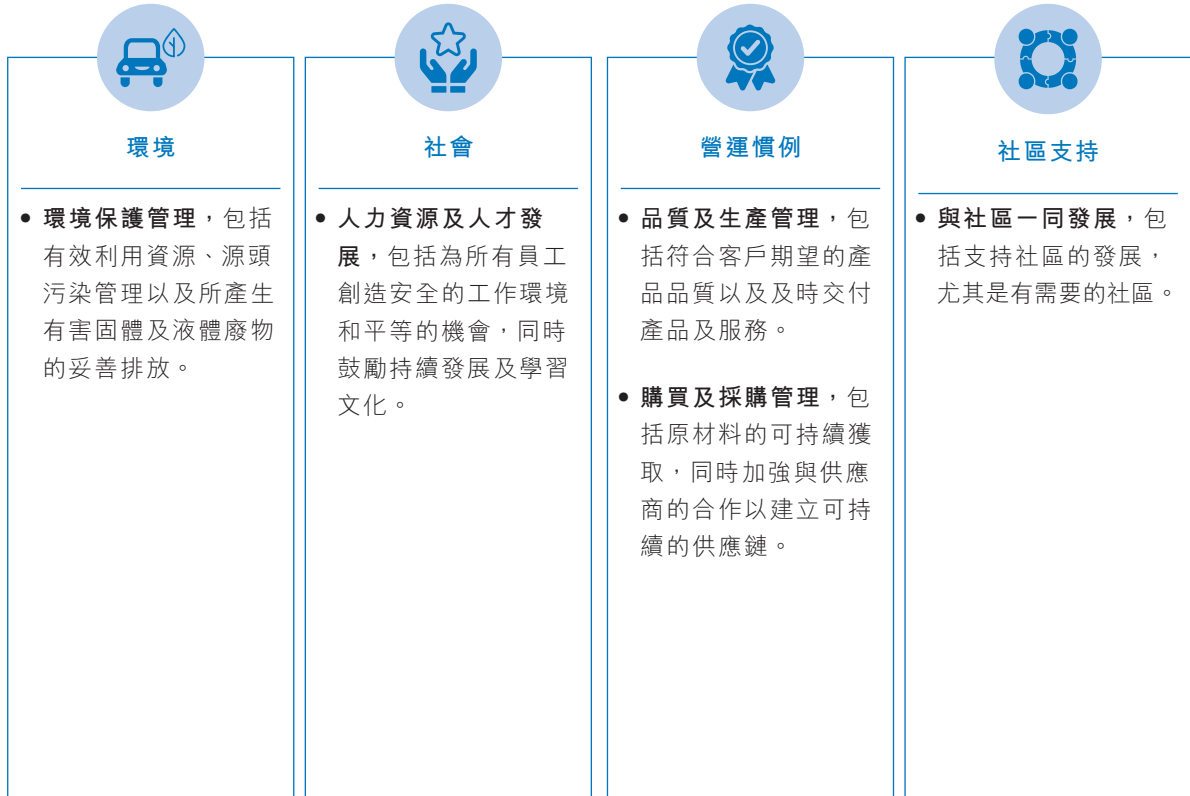 環境
• 環境保護管理，包括
有效利用資源、源頭
污染管理以及所產生
有害固體及液體廢物
的妥善排放。
社會
• 人力資源及人才發
展，包括為所有員工
創造安全的工作環境
和平等的機會，同時
鼓勵持續發展及學習
文化。
營運慣例
• 品質及生產管理，包
括符合客戶期望的產
品品質以及及時交付
產品及服務。
• 購買及採購管理，包
括原材料的可持續獲
取，同時加強與供應
商的合作以建立可持
續的供應鏈。
社區支持
• 與社區一同發展，包
括支持社區的發展，
尤其是有需要的社區。